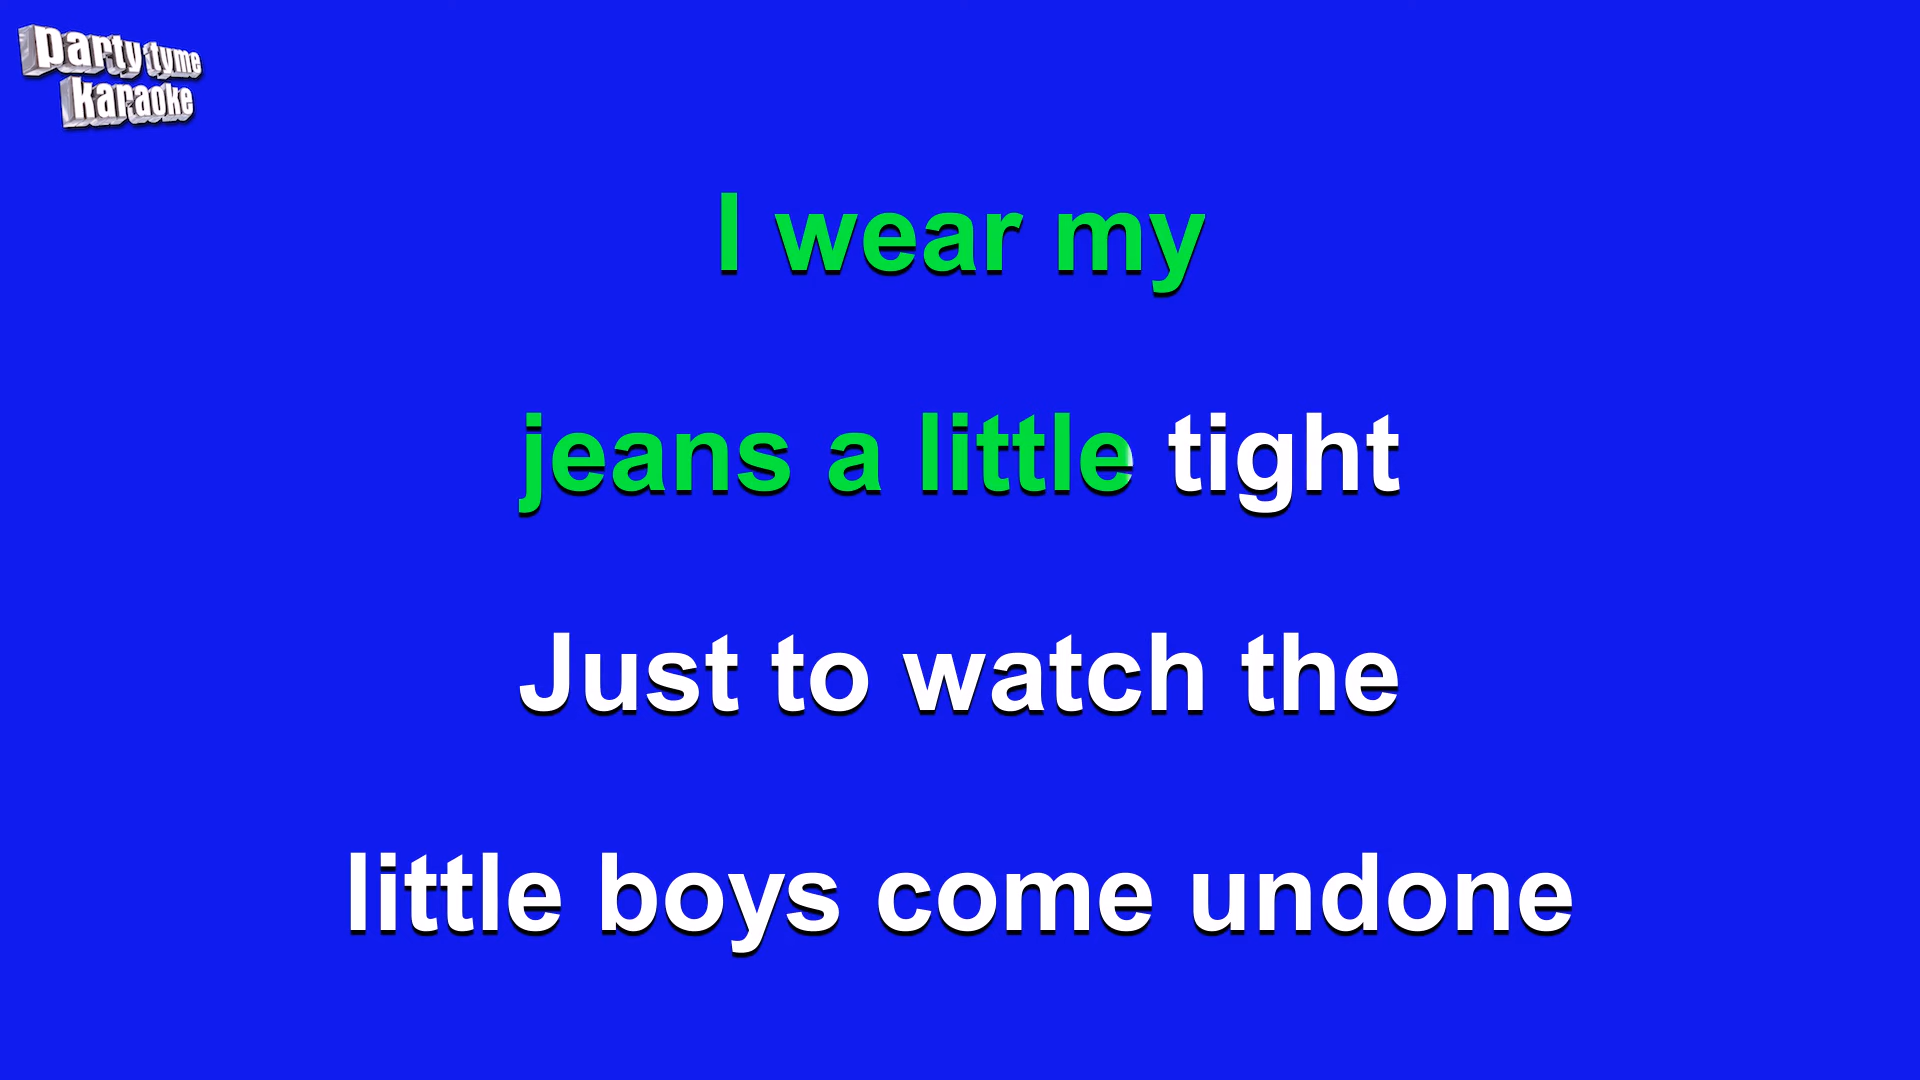 party tyme
karaoke
I wear my
jeans a little tight
Just to watch the
little boys come undone